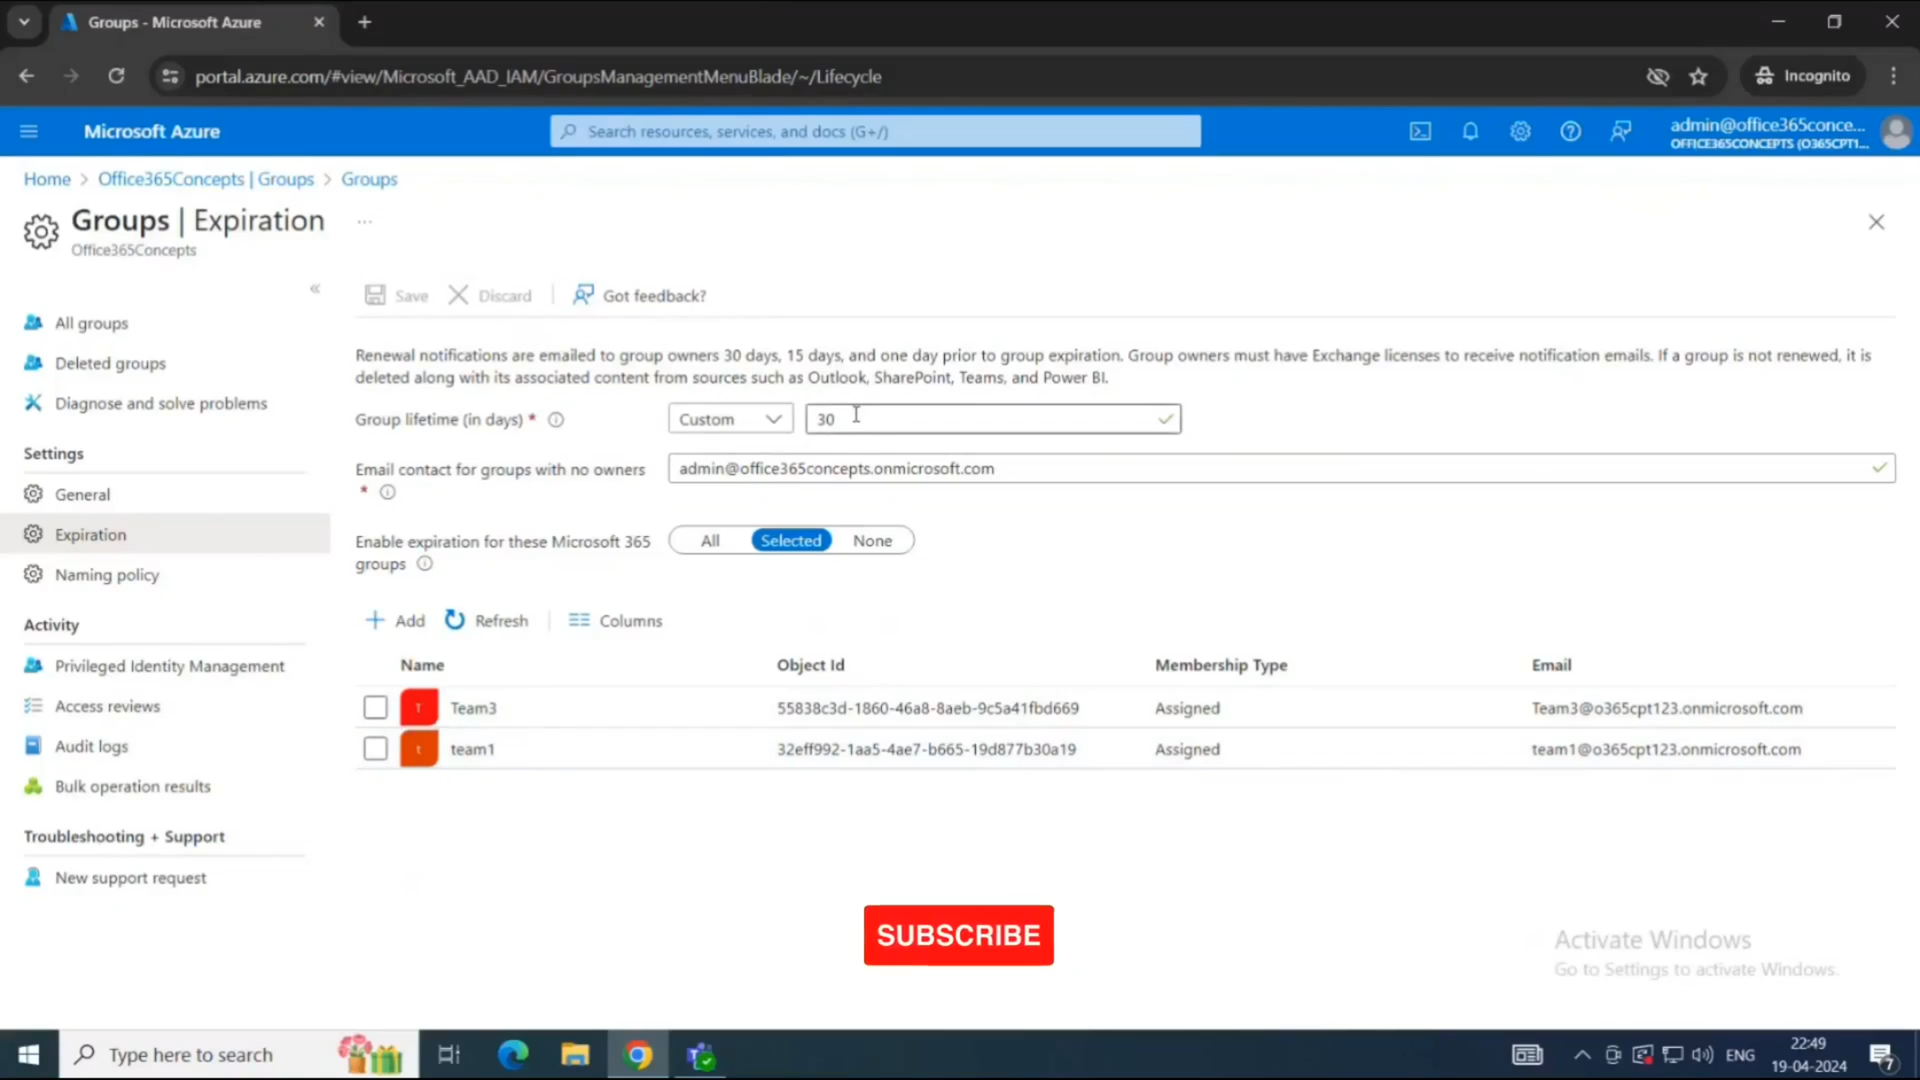 Groups - Microsoft Azure
portal.azure.com/#view/Microsoft_AAD_IAM/GroupsManagementMenuBlade/~/Lifecycle
Incognito
Microsoft Azure
Search resources, services, and docs (G+/)
admin@office365conce...
OFFICE365CONCEPTS (O365CPT1...
Home > Office365Concepts | Groups > Groups
Groups | Expiration
...
Office365Concepts
«
All groups
Deleted groups
Diagnose and solve problems
Settings
General
Expiration
Naming policy
Activity
Privileged Identity Management
Access reviews
Audit logs
Bulk operation results
Troubleshooting + Support
New support request
Save
Discard
Got feedback?
Renewal notifications are emailed to group owners 30 days, 15 days, and one day prior to group expiration. Group owners must have Exchange licenses to receive notification emails. If a group is not renewed, it is
deleted along with its associated content from sources such as Outlook, SharePoint, Teams, and Power BI.
Group lifetime (in days) *
Custom
30
Email contact for groups with no owners
*
admin@office365concepts.onmicrosoft.com
Enable expiration for these Microsoft 365
groups
All Selected None
Add
Refresh
Columns
Name Object Id Membership Type Email
T Team3 55838c3d-1860-46a8-8aeb-9c5a41fbd669 Assigned Team3@o365cpt123.onmicrosoft.com
t team1 32eff992-1aa5-4ae7-b665-19d877b30a19 Assigned team1@o365cpt123.onmicrosoft.com
SUBSCRIBE
Activate Windows
Go to Settings to activate Windows.
Type here to search
ENG
22:49
19-04-2024
7